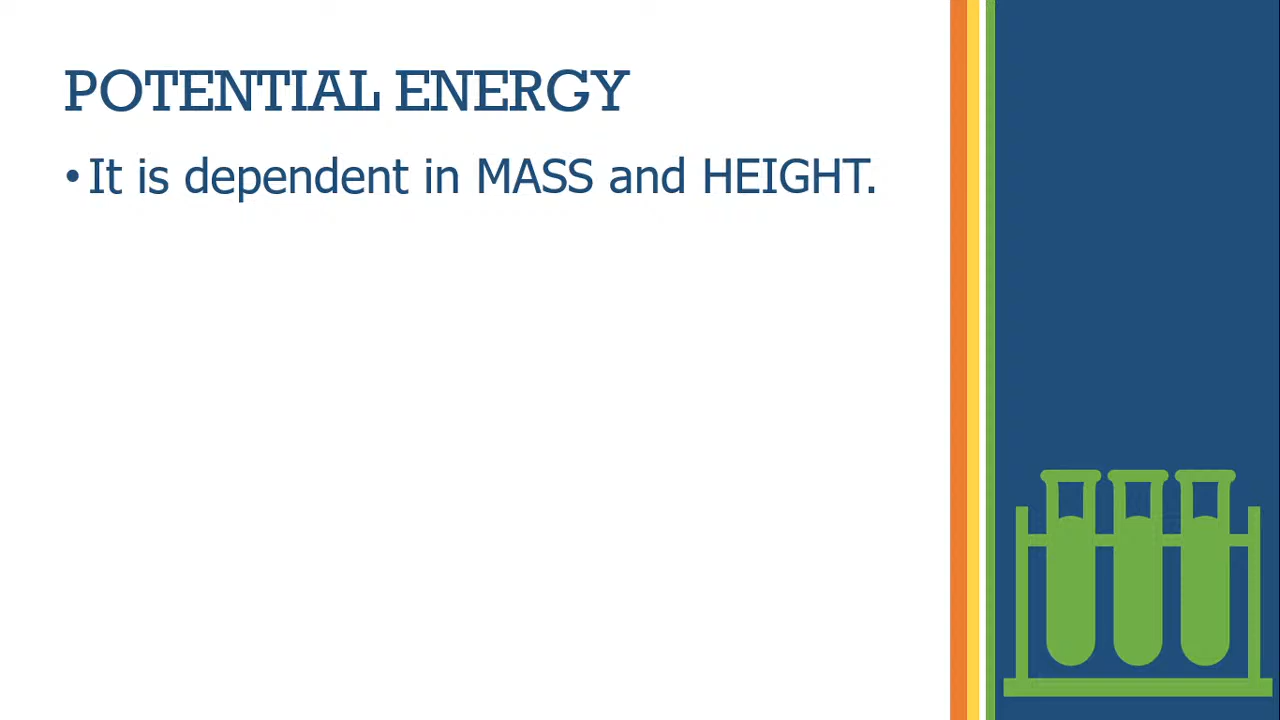 POTENTIAL ENERGY
• It is dependent in MASS and HEIGHT.